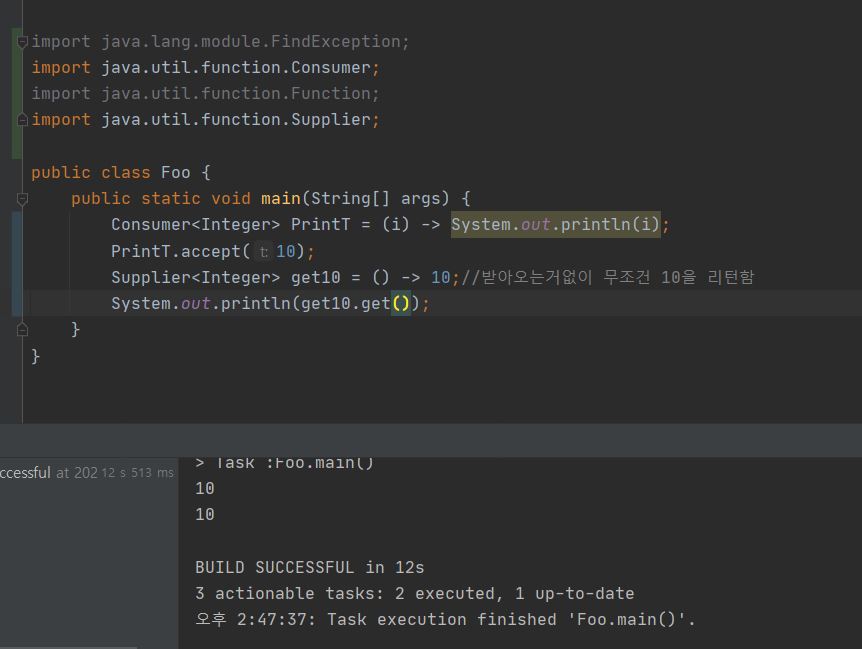 import java.lang.module.FindException;
import java.util.function.Consumer;
import java.util.function.Function;
import java.util.function.Supplier;
public class Foo {
public static void main(String[] args) {
Consumer<Integer> PrintT = (i) -> System.out.println(i);
PrintT.accept( t: 10);
Supplier<Integer> get10 = () -> 10;//받아오는거없이 무조건 10을 리턴함
System.out.println(get10.get());
}
}
ccessful at 202 12 s 513 ms
> Task :Foo.main()
10
10
BUILD SUCCESSFUL in 12s
3 actionable tasks: 2 executed, 1 up-to-date
오후 2:47:37: Task execution finished 'Foo.main()'.